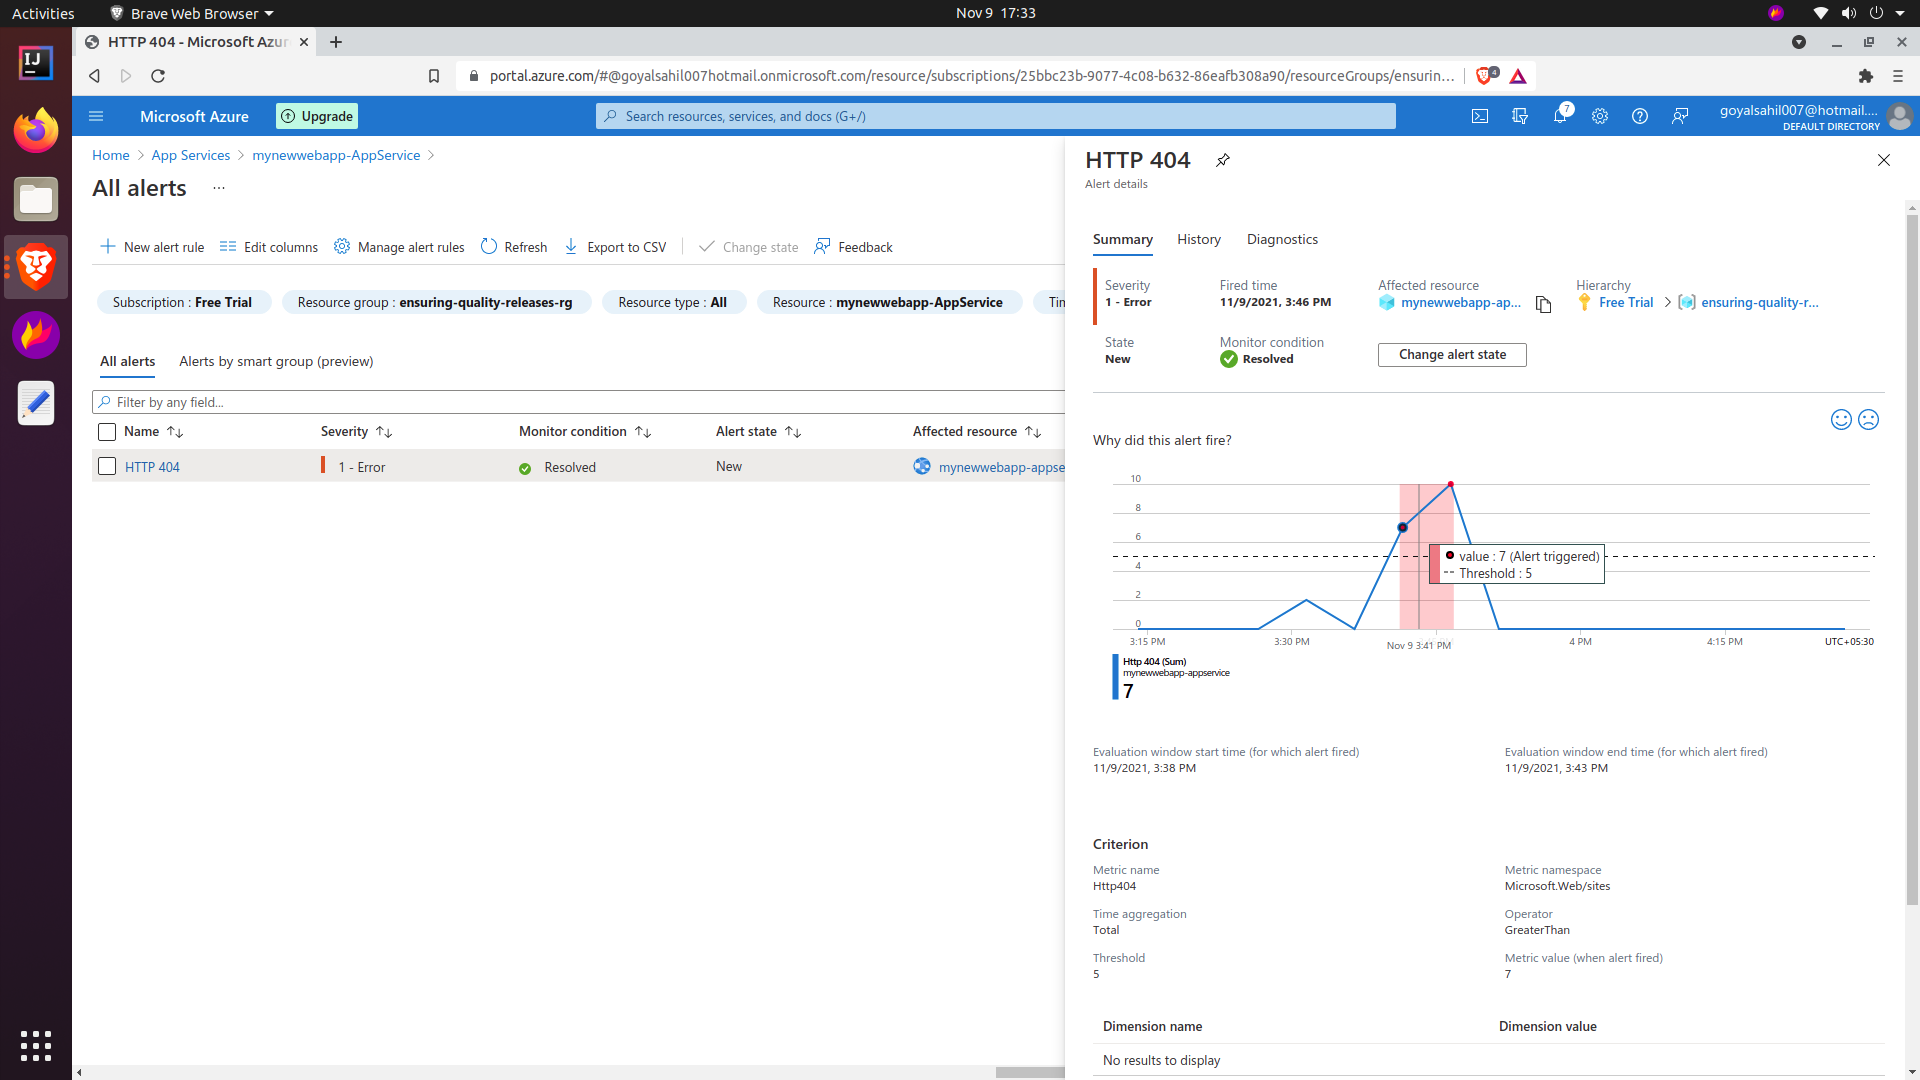 Activities
Brave Web Browser
Nov 9 17:33
HTTP 404 - Microsoft Azur
portal.azure.com/#@goyalsahil007hotmail.onmicrosoft.com/resource/subscriptions/25bbc23b-9077-4c08-b632-86eafb308a90/resourceGroups/ensurin...
4
Microsoft Azure
Upgrade
Search resources, services, and docs (G+/)
7
goyalsahil007@hotmail....
DEFAULT DIRECTORY
Home > App Services > mynewwebapp-AppService >
All alerts ...
New alert rule
Edit columns
Manage alert rules
Refresh
Export to CSV
Change state
Feedback
Subscription : Free Trial
Resource group : ensuring-quality-releases-rg
Resource type : All
Resource : mynewwebapp-AppService
Tin
All alerts
Alerts by smart group (preview)
Filter by any field...
Name
Severity
Monitor condition
Alert state
Affected resource
HTTP 404
1 - Error
Resolved
New
mynewwebapp-appse
HTTP 404
Alert details
Summary
History
Diagnostics
Severity
1 - Error
Fired time
11/9/2021, 3:46 PM
Affected resource
mynewwebapp-ap...
Hierarchy
Free Trial > ensuring-quality-r...
State
New
Monitor condition
Resolved
Change alert state
Why did this alert fire?
10
8
6
4
2
0
value : 7 (Alert triggered)
Threshold : 5
3:15 PM
3:30 PM
Nov 9 3:41 PM
4 PM
4:15 PM
UTC+05:30
Http 404 (Sum)
mynewwebapp-appservice
7
Evaluation window start time (for which alert fired)
11/9/2021, 3:38 PM
Evaluation window end time (for which alert fired)
11/9/2021, 3:43 PM
Criterion
Metric name
Http404
Metric namespace
Microsoft.Web/sites
Time aggregation
Total
Operator
GreaterThan
Threshold
5
Metric value (when alert fired)
7
Dimension name
Dimension value
No results to display